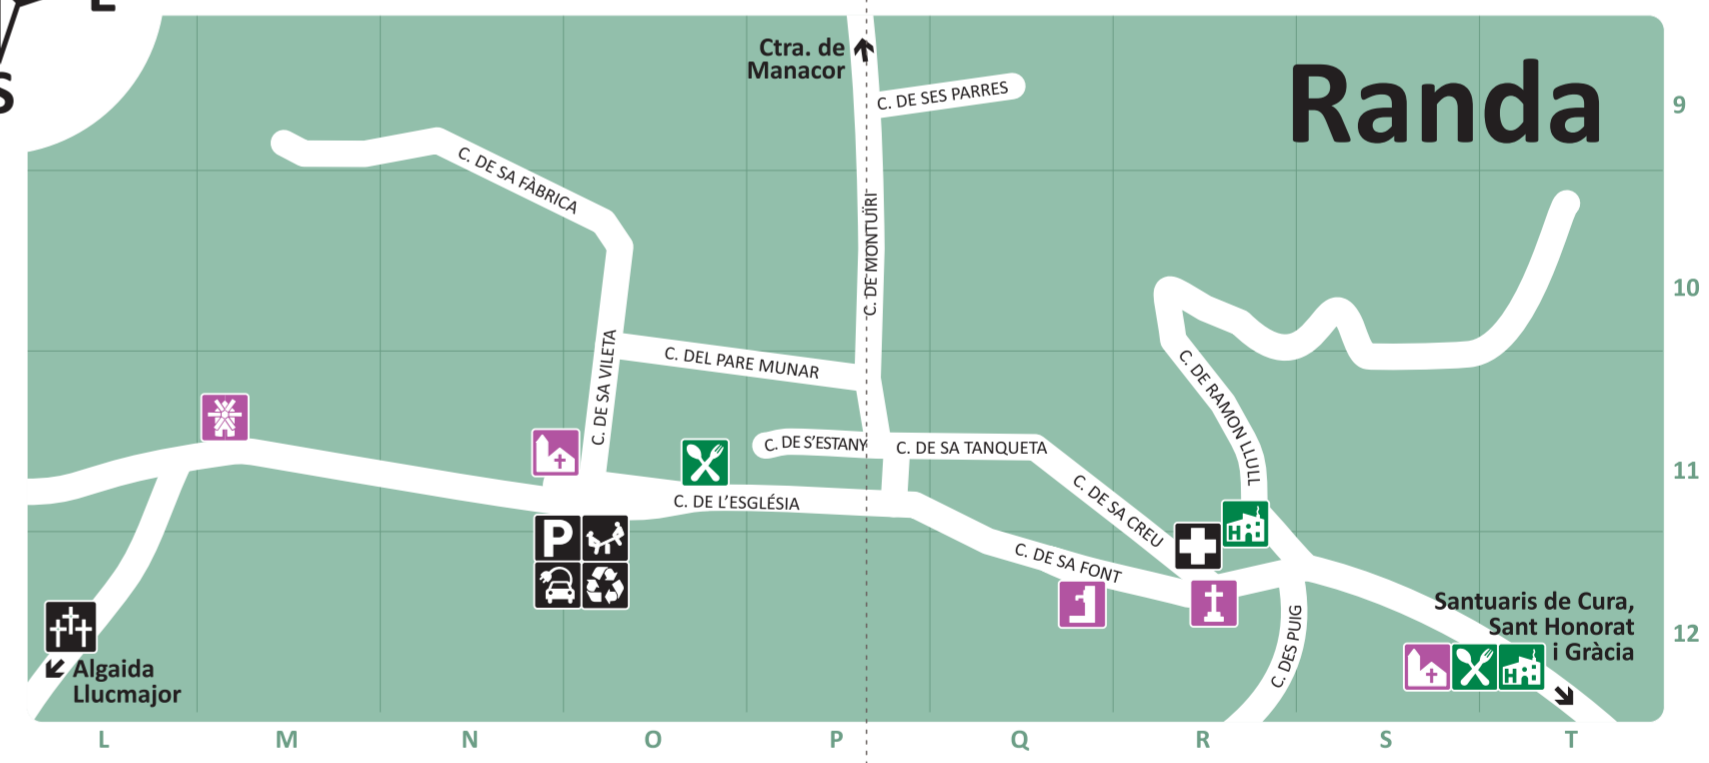 E
S
Ctra. de
Manacor
Randa
C. DE SES PARRES
9
C. DE SA FÀBRICA
C. DE MONTUÏRI
10
C. DE SA VILETA
C. DEL PARE MUNAR
C. DE RAMON LLULL
C. DE S'ESTANY
C. DE SA TANQUETA
11
C. DE L'ESGLÉSIA
C. DE SA CREU
H
P
C. DE SA FONT
Santuaris de Cura,
Sant Honorat
i Gràcia
12
C. DES PUIG
H
Algaida
Llucmajor
L
M
N
O
P
Q
R
S
T